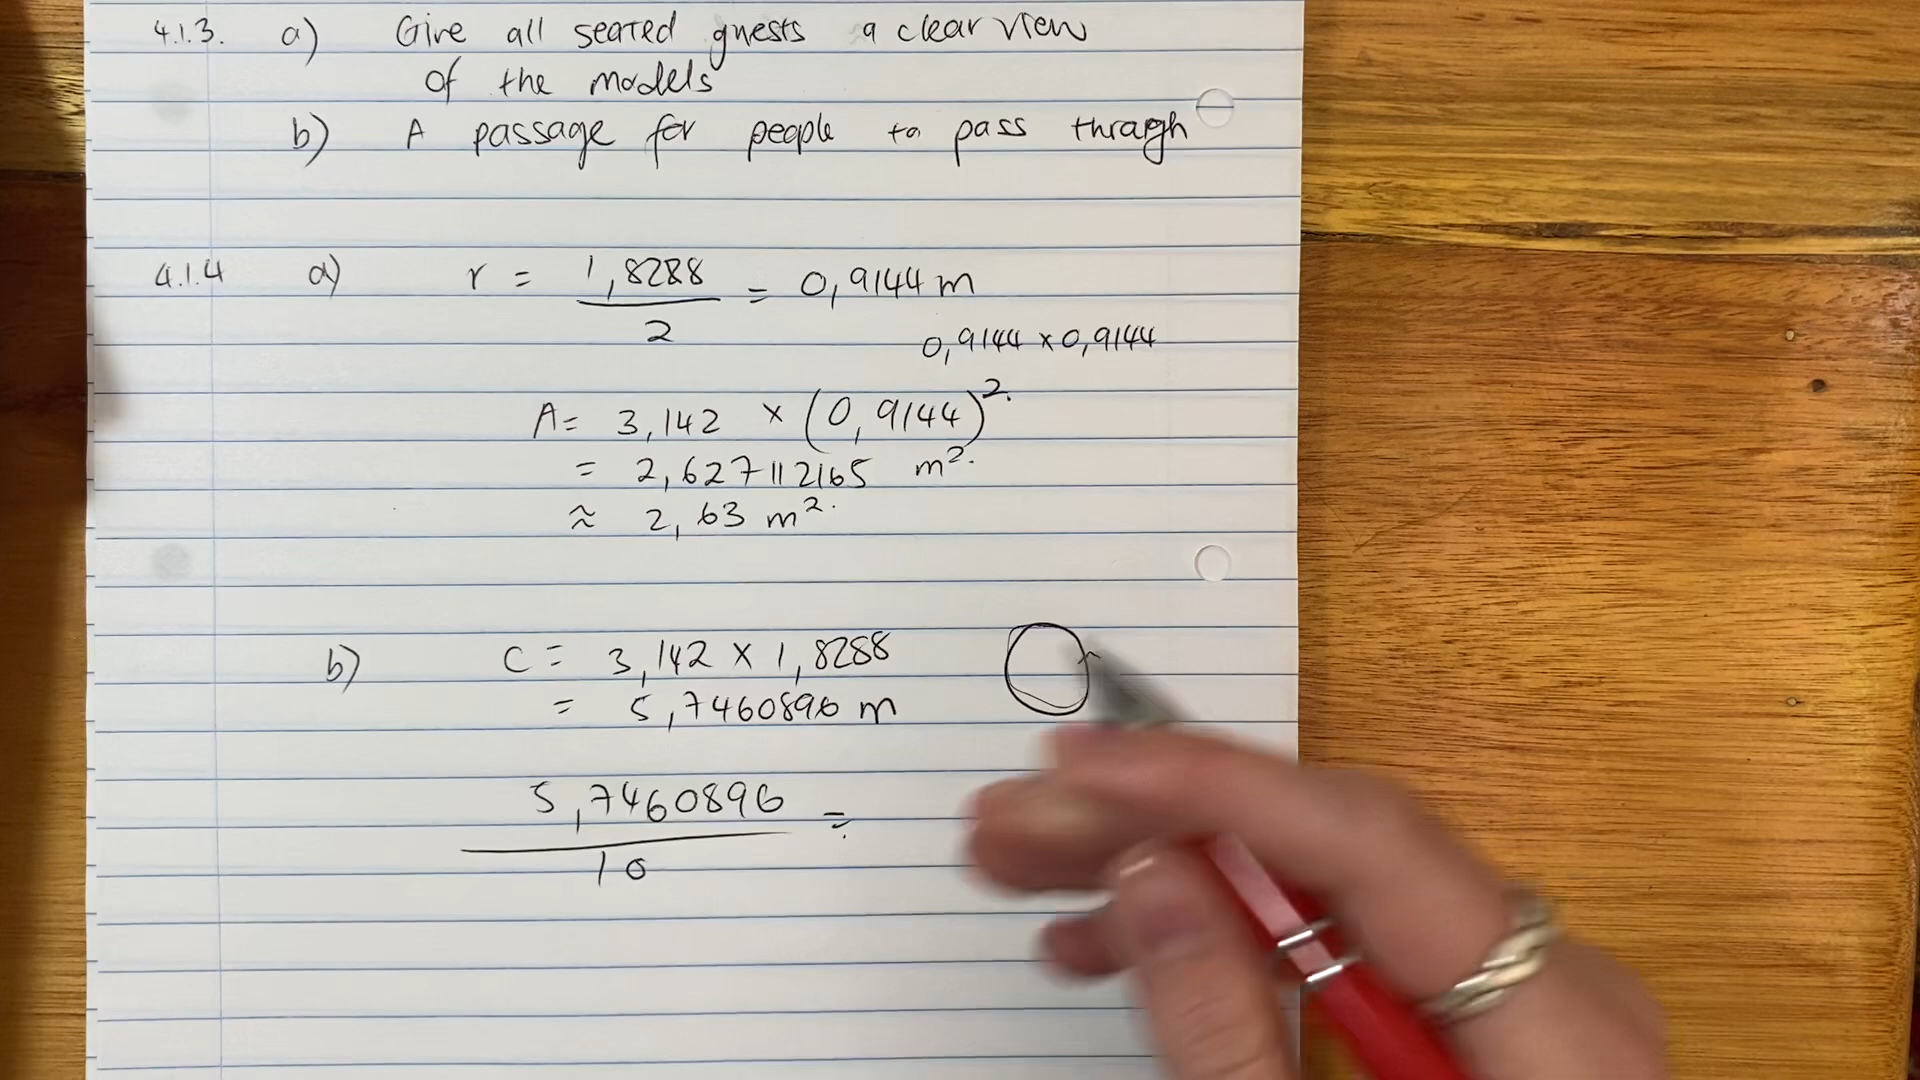 4.1.3. a) Give all seated guests a clear view
of the models
b) A passage for people to pass through
4.1.4 a) r = 1,8288 / 2 = 0,9144 m
0,9144 x 0,9144
A = 3,142 x (0,9144)².
= 2,627112165 m².
≈ 2,63 m².
b) C = 3,142 x 1,8288
= 5,7460896 m
5,7460896 / 10 =